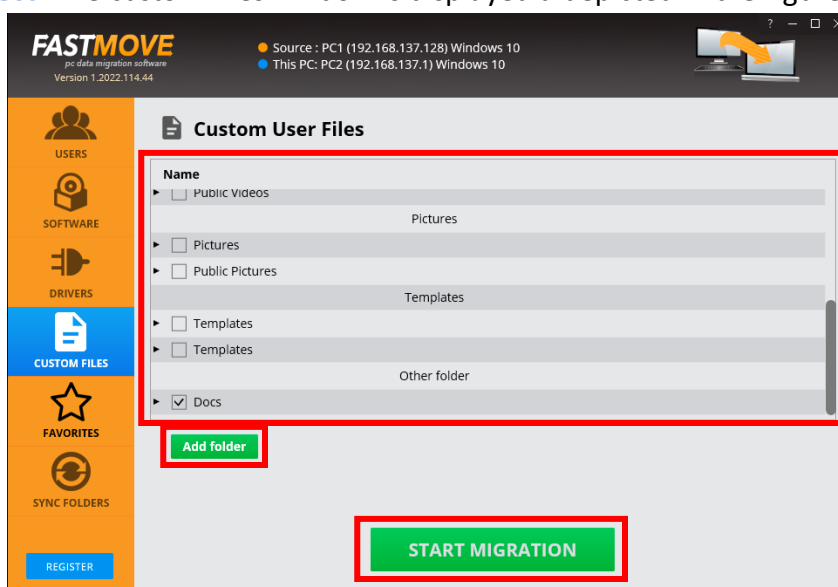 FASTMOVE
pc data migration software
Version 1.2022.114.44
Source : PC1 (192.168.137.128) Windows 10
This PC: PC2 (192.168.137.1) Windows 10
?
USERS
SOFTWARE
DRIVERS
CUSTOM FILES
FAVORITES
SYNC FOLDERS
REGISTER
Custom User Files
Name
Public Videos
Pictures
Pictures
Public Pictures
Templates
Templates
Templates
Other folder
Docs
Add folder
START MIGRATION